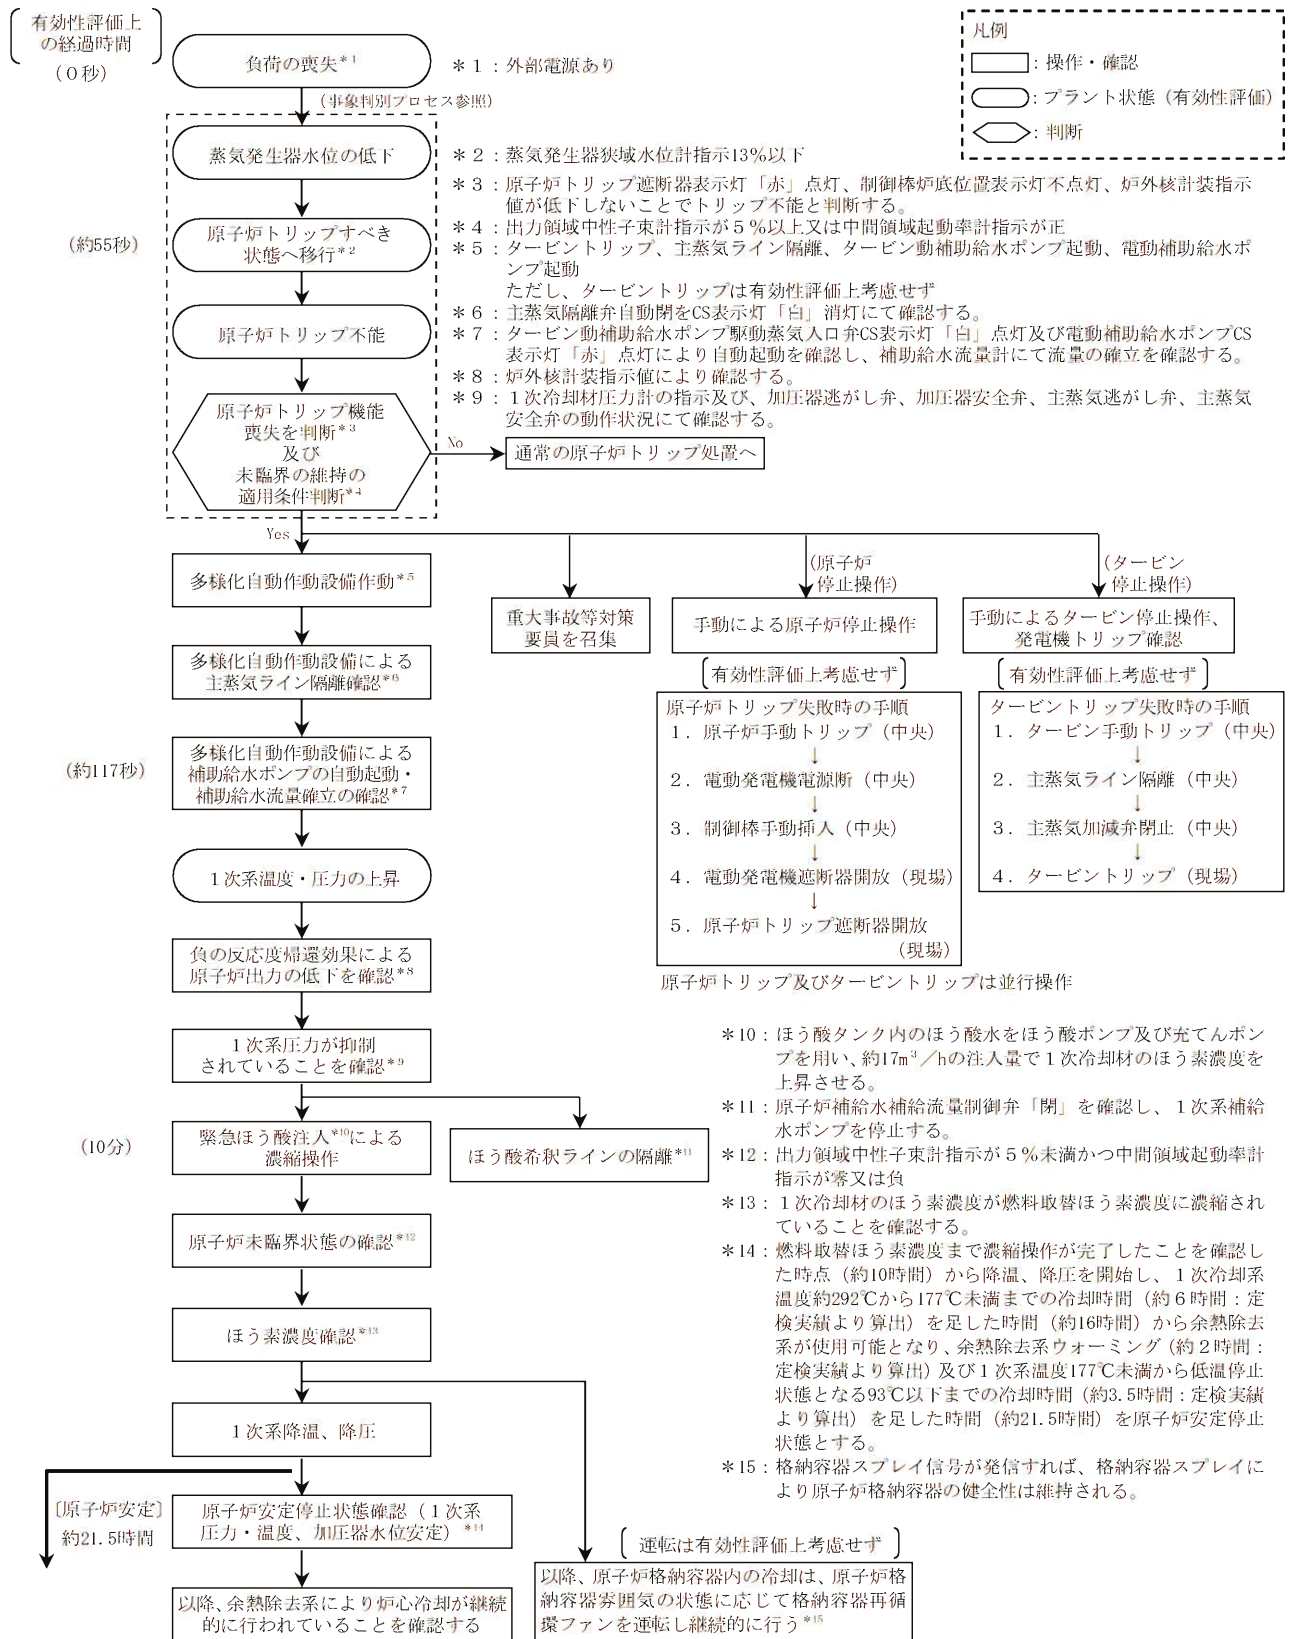 有効性評価上
の経過時間
(0秒)
負荷の喪失*1
*1:外部電源あり
凡例
:操作・確認
:プラント状態(有効性評価)
:判断
(事象判別プロセス参照)
蒸気発生器水位の低下
*2:蒸気発生器狭域水位計指示13%以下
*3:原子炉トリップ遮断器表示灯「赤」点灯、制御棒炉底位置表示灯不点灯、炉外核計装指示
値が低下しないことでトリップ不能と判断する。
*4:出力領域中性子束計指示が5%以上又は中間領域起動率計指示が正
*5:タービントリップ、主蒸気ライン隔離、タービン動補助給水ポンプ起動、電動補助給水ポ
ンプ起動
ただし、タービントリップは有効性評価上考慮せず
*6:主蒸気隔離弁自動閉をCS表示灯「白」消灯にて確認する。
*7:タービン動補助給水ポンプ駆動蒸気入口弁CS表示灯「白」点灯及び電動補助給水ポンプCS
表示灯「赤」点灯により自動起動を確認し、補助給水流量計にて流量の確立を確認する。
*8:炉外核計装指示値により確認する。
*9:1次冷却材圧力計の指示及び、加圧器逃がし弁、加圧器安全弁、主蒸気逃がし弁、主蒸気
安全弁の動作状況にて確認する。
(約55秒)
原子炉トリップすべき
状態へ移行*2
原子炉トリップ不能
原子炉トリップ機能
喪失を判断*3
及び
未臨界の維持の
適用条件判断*4
No
通常の原子炉トリップ処置へ
Yes
多様化自動作動設備作動*5
重大事故等対策
要員を召集
(原子炉
停止操作)
手動による原子炉停止操作
(タービン
停止操作)
手動によるタービン停止操作、
発電機トリップ確認
多様化自動作動設備による
主蒸気ライン隔離確認*6
有効性評価上考慮せず
原子炉トリップ失敗時の手順
1.原子炉手動トリップ(中央)
↓
2.電動発電機電源断(中央)
↓
3.制御棒手動挿入(中央)
↓
4.電動発電機遮断器開放(現場)
↓
5.原子炉トリップ遮断器開放
(現場)
有効性評価上考慮せず
タービントリップ失敗時の手順
1.タービン手動トリップ(中央)
↓
2.主蒸気ライン隔離(中央)
↓
3.主蒸気加減弁閉止(中央)
↓
4.タービントリップ(現場)
原子炉トリップ及びタービントリップは並行操作
(約117秒)
多様化自動作動設備による
補助給水ポンプの自動起動・
補助給水流量確立の確認*7
1次系温度・圧力の上昇
負の反応度帰還効果による
原子炉出力の低下を確認*8
1次系圧力が抑制
されていることを確認*9
(10分)
緊急ほう酸注入*10による
濃縮操作
ほう酸希釈ラインの隔離*11
原子炉未臨界状態の確認*12
ほう素濃度確認*13
1次系降温、降圧
*10:ほう酸タンク内のほう酸水をほう酸ポンプ及び充てんポン
プを用い、約17m³/hの注入量で1次冷却材のほう素濃度を
上昇させる。
*11:原子炉補給水補給流量制御弁「閉」を確認し、1次系補給
水ポンプを停止する。
*12:出力領域中性子束計指示が5%未満かつ中間領域起動率計
指示が零又は負
*13:1次冷却材のほう素濃度が燃料取替ほう素濃度に濃縮され
ていることを確認する。
*14:燃料取替ほう素濃度まで濃縮操作が完了したことを確認し
た時点(約10時間)から降温、降圧を開始し、1次冷却系
温度約292℃から177℃未満までの冷却時間(約6時間:定
検実績より算出)を足した時間(約16時間)から余熱除去
系が使用可能となり、余熱除去系ウォーミング(約2時間:
定検実績より算出)及び1次系温度177℃未満から低温停止
状態となる93℃以下までの冷却時間(約3.5時間:定検実績
より算出)を足した時間(約21.5時間)を原子炉安定停止
状態とする。
*15:格納容器スプレイ信号が発信すれば、格納容器スプレイに
より原子炉格納容器の健全性は維持される。
〔原子炉安定〕
約21.5時間
原子炉安定停止状態確認(1次系
圧力・温度、加圧器水位安定)*14
以降、余熱除去系により炉心冷却が継続
的に行われていることを確認する
運転は有効性評価上考慮せず
以降、原子炉格納容器内の冷却は、原子炉格
納容器雰囲気の状態に応じて格納容器再循
環ファンを運転し継続的に行う*15